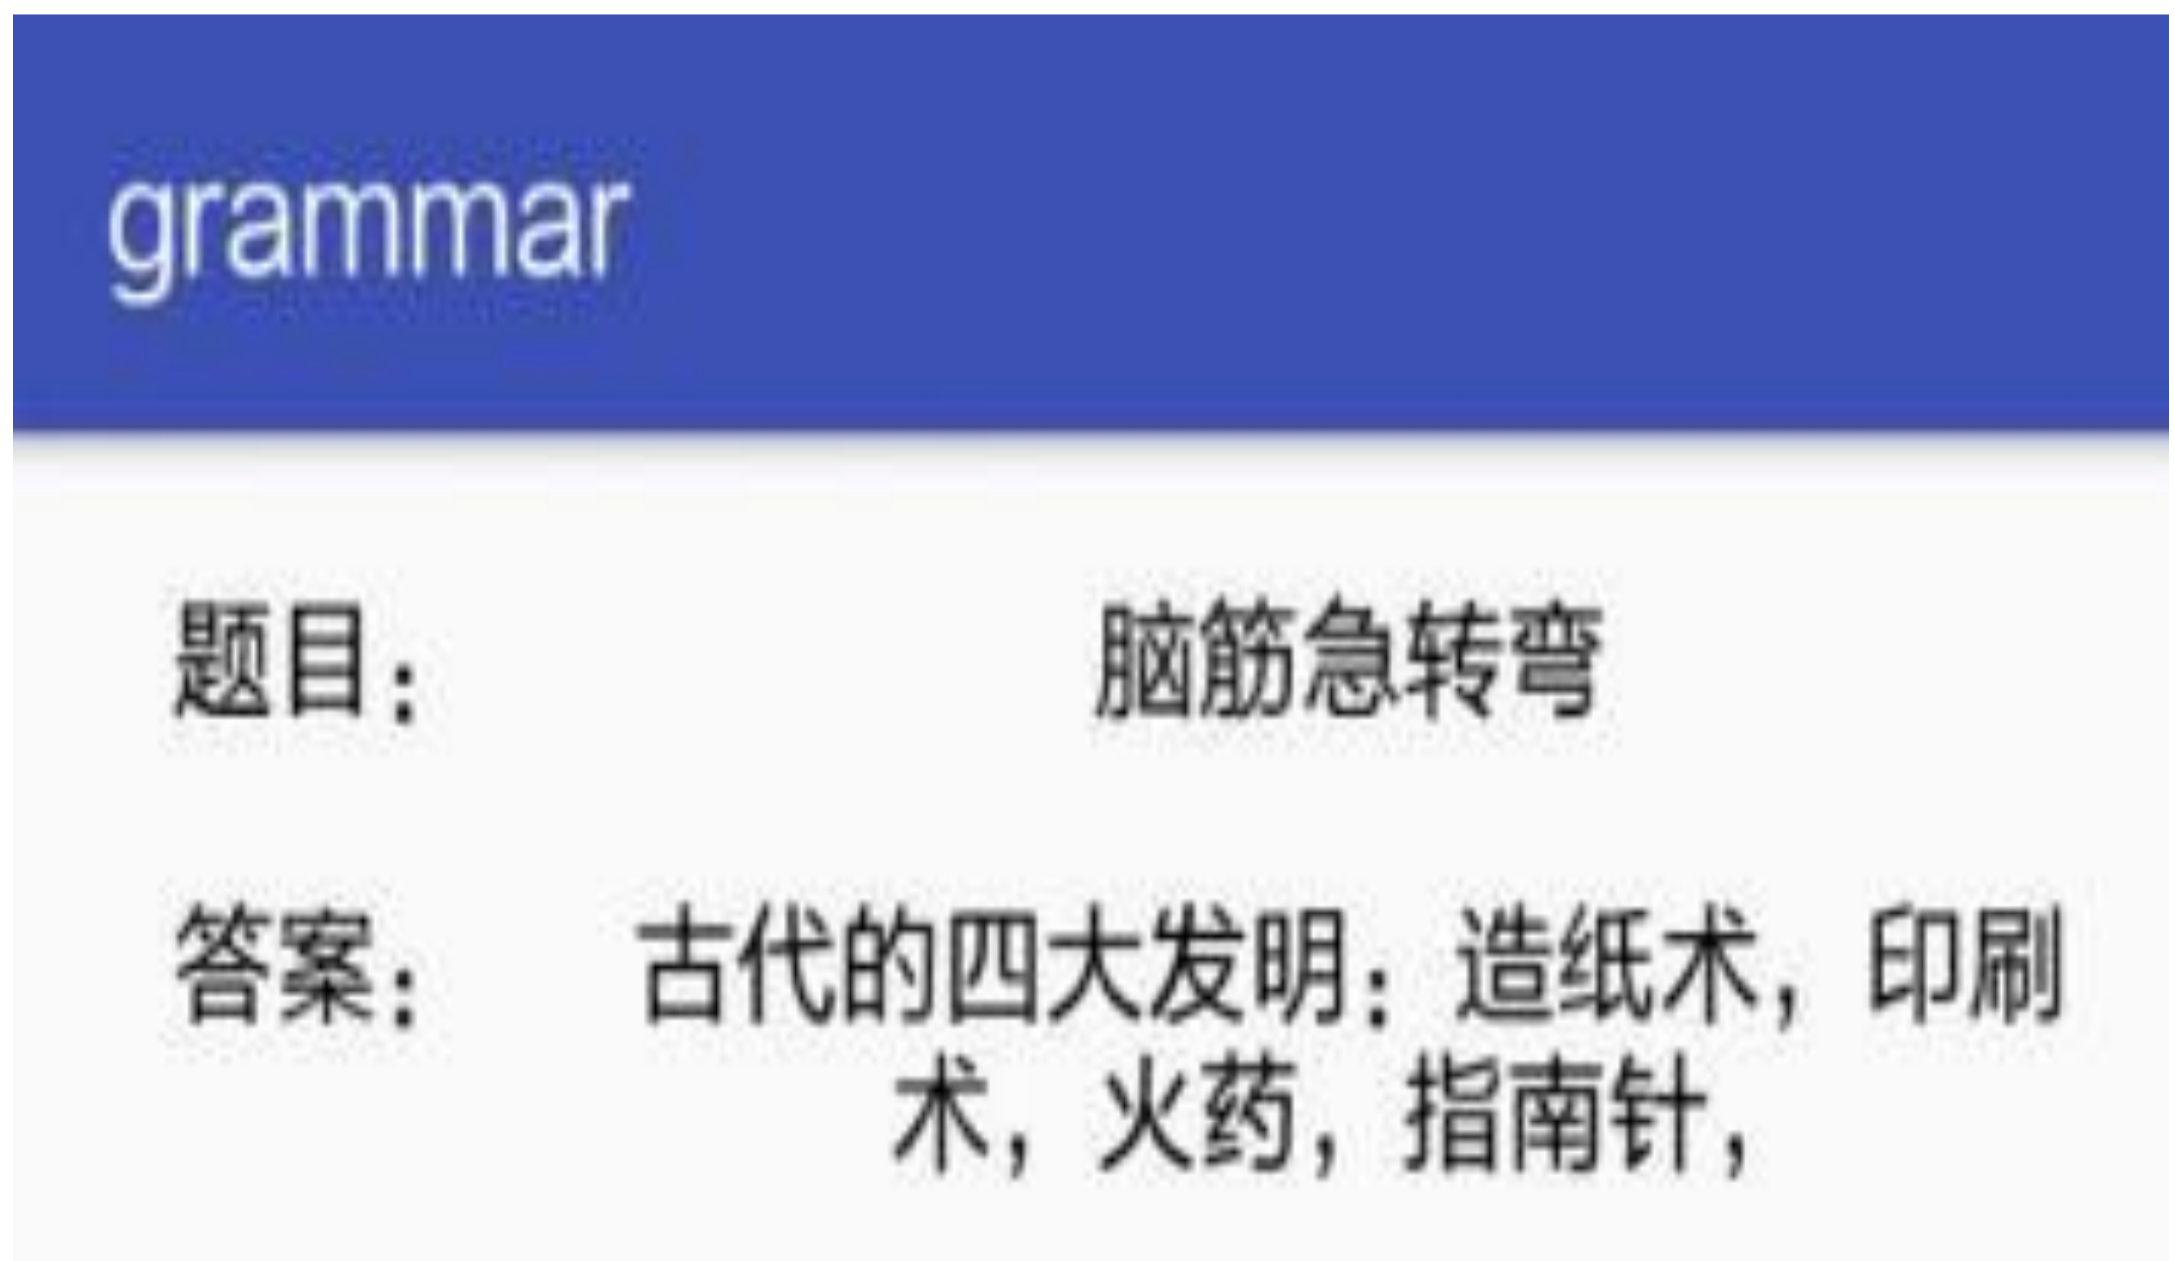 grammar
题目： 脑筋急转弯
答案： 古代的四大发明：造纸术，印刷
术，火药，指南针，